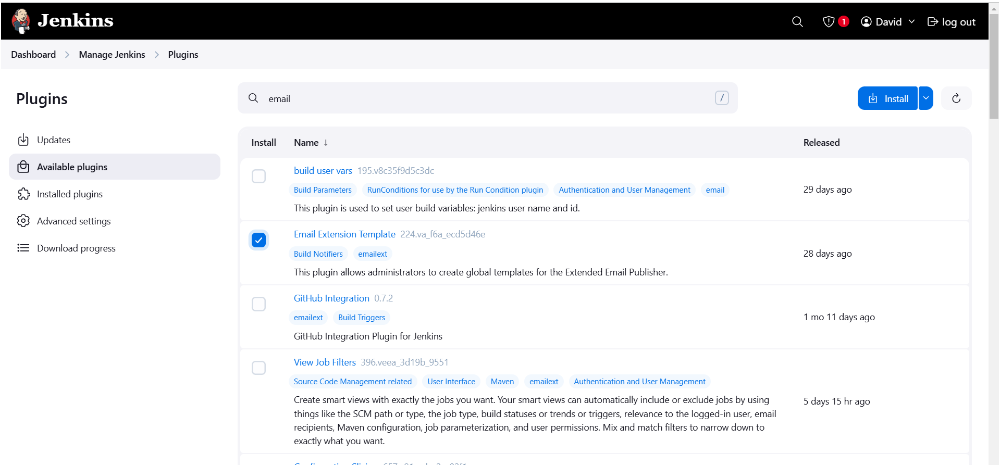 Jenkins
1 David log out
Dashboard Manage Jenkins Plugins
Plugins
email /
Install
Updates
Available plugins
Installed plugins
Advanced settings
Download progress
Install Name ↓ Released
build user vars 195.v8c35f9d5c3dc
Build Parameters RunConditions for use by the Run Condition plugin Authentication and User Management email
This plugin is used to set user build variables: jenkins user name and id.
29 days ago
Email Extension Template 224.va_f6a_ecd5d46e
Build Notifiers emailext
This plugin allows administrators to create global templates for the Extended Email Publisher.
28 days ago
GitHub Integration 0.7.2
emailext Build Triggers
GitHub Integration Plugin for Jenkins
1 mo 11 days ago
View Job Filters 396.veea_3d19b_9551
Source Code Management related User Interface Maven emailext Authentication and User Management
Create smart views with exactly the jobs you want. Your smart views can automatically include or exclude jobs by using
things like the SCM path or type, the job type, build statuses or trends or triggers, relevance to the logged-in user, email
recipients, Maven configuration, job parameterization, and user permissions. Mix and match filters to narrow down to
exactly what you want.
5 days 15 hr ago